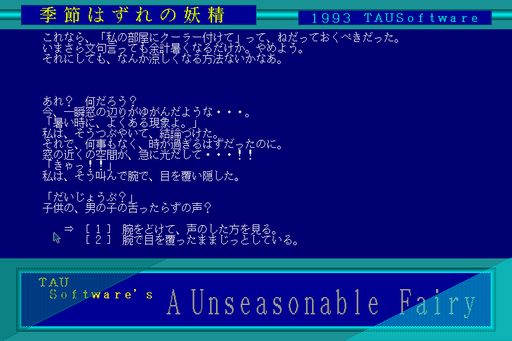 季節はずれの妖精
1993 TAUSoftware
これなら、「私の部屋にクーラー付けて」って、ねだっておくべきだった。
いまさら文句言っても余計暑くなるだけか。やめよう。
それにしても、なんか涼しくなる方法ないかなあ。
あれ？　何だろう？
今、一瞬窓の辺りがゆがんだような・・・。
「暑い時に、よくある現象よ。」
私は、そうつぶやいて、結論づけた。
それで、何事もなく、時が過ぎるはずだったのに。
窓の近くの空間が、急に光だして・・・！！
「きゃっ！！」
私は、そう叫んで腕で、目を覆い隠した。
「だいじょうぶ？」
子供の、男の子の舌ったらずの声？
⇒　[１]　腕をどけて、声のした方を見る。
[２]　腕で目を覆ったままじっとしている。
TAU
Software's
A Unseasonable Fairy